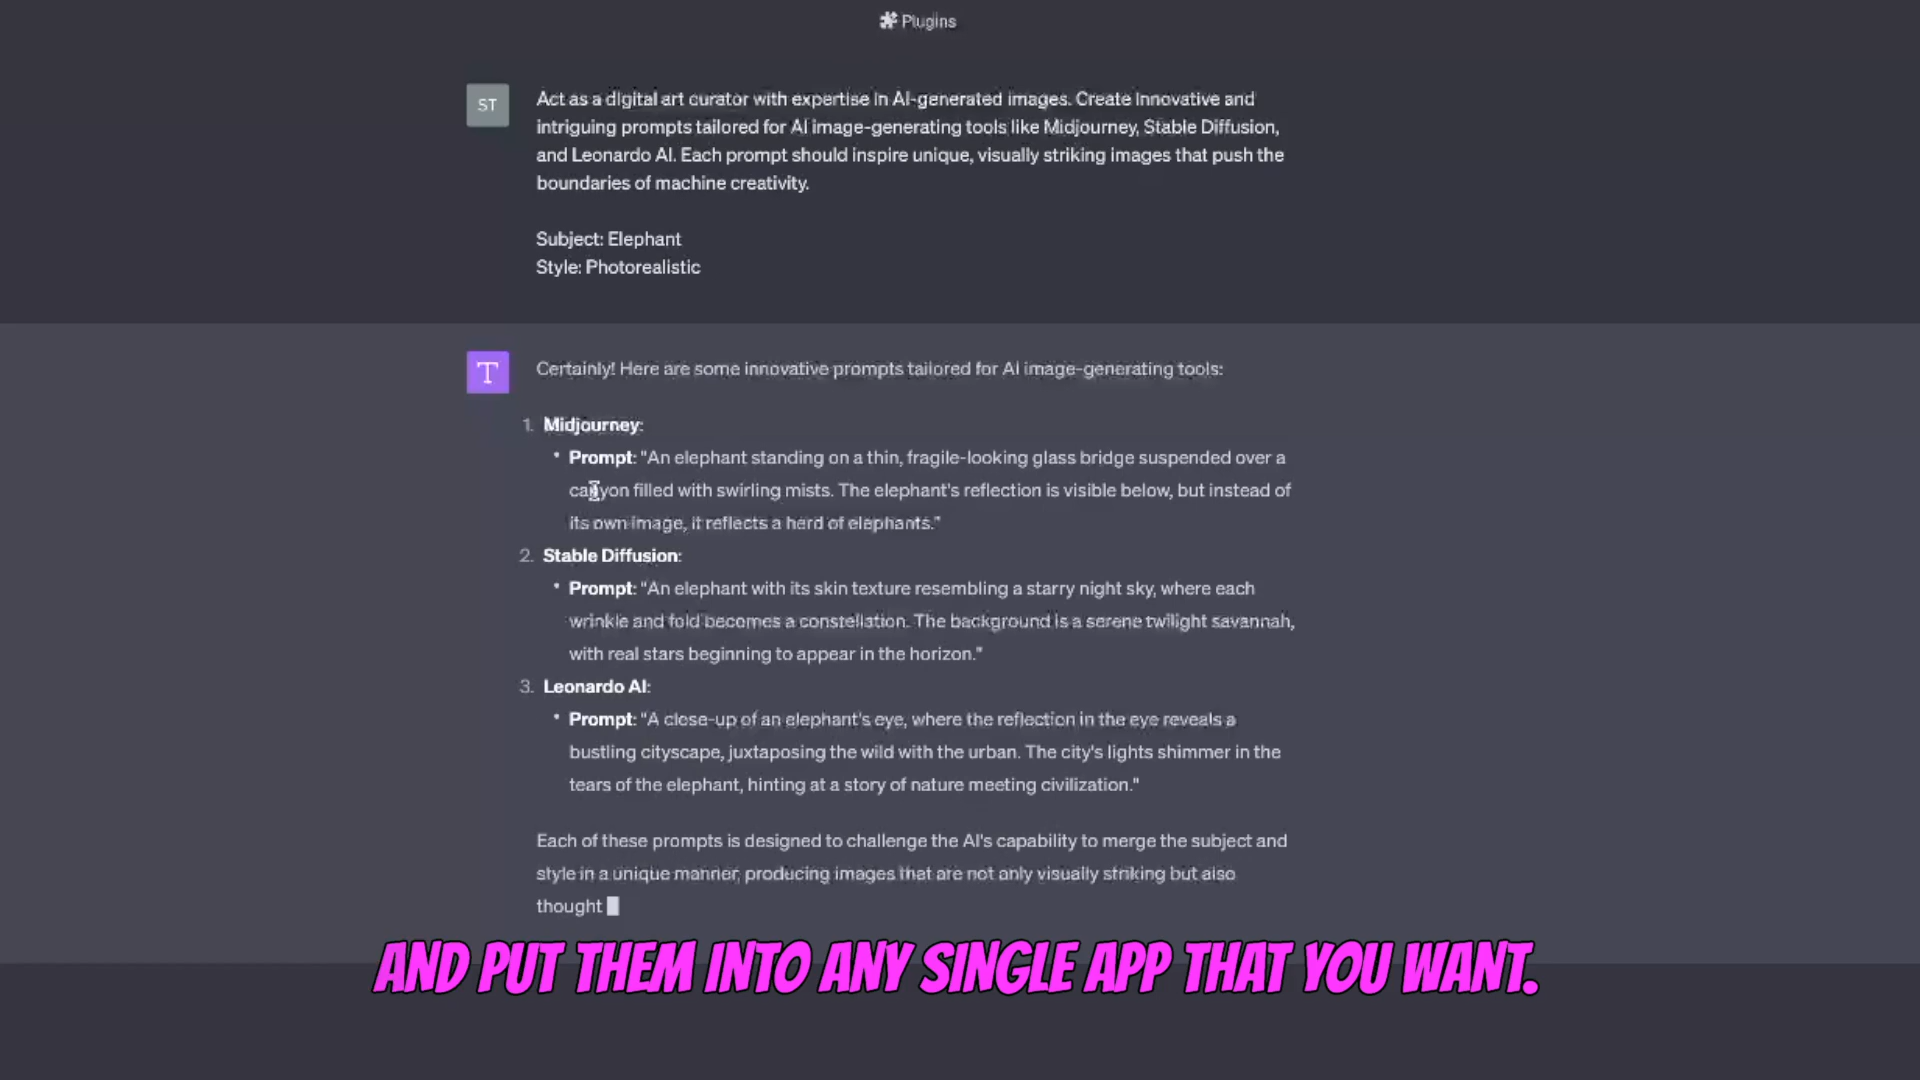 Plugins
ST
Act as a digital art curator with expertise in AI-generated images. Create innovative and
intriguing prompts tailored for AI image-generating tools like Midjourney, Stable Diffusion,
and Leonardo AI. Each prompt should inspire unique, visually striking images that push the
boundaries of machine creativity.
Subject: Elephant
Style: Photorealistic
T
Certainly! Here are some innovative prompts tailored for AI image-generating tools:
1. Midjourney:
• Prompt: "An elephant standing on a thin, fragile-looking glass bridge suspended over a
canyon filled with swirling mists. The elephant's reflection is visible below, but instead of
its own image, it reflects a herd of elephants."
2. Stable Diffusion:
• Prompt: "An elephant with its skin texture resembling a starry night sky, where each
wrinkle and fold becomes a constellation. The background is a serene twilight savannah,
with real stars beginning to appear in the horizon."
3. Leonardo AI:
• Prompt: "A close-up of an elephant's eye, where the reflection in the eye reveals a
bustling cityscape, juxtaposing the wild with the urban. The city's lights shimmer in the
tears of the elephant, hinting at a story of nature meeting civilization."
Each of these prompts is designed to challenge the AI's capability to merge the subject and
style in a unique manner, producing images that are not only visually striking but also
thought
AND PUT THEM INTO ANY SINGLE APP THAT YOU WANT.